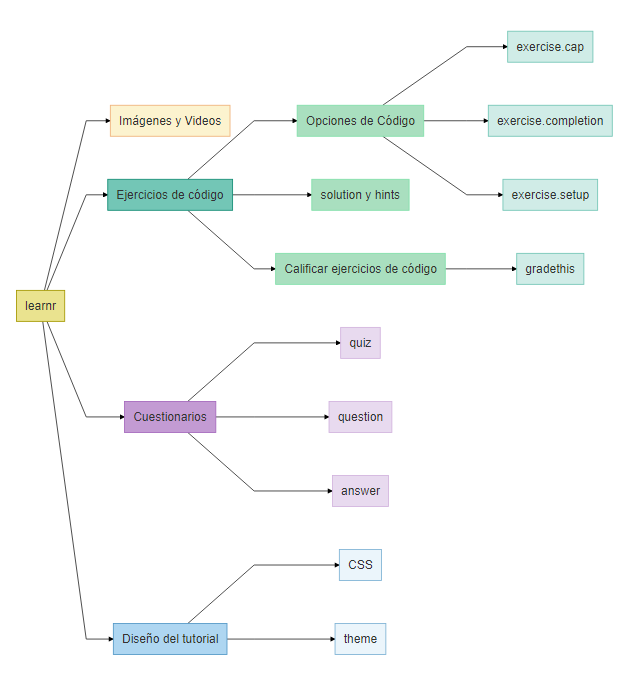 exercise.cap
Imágenes y Videos
Opciones de Código
exercise.completion
Ejercicios de código
solution y hints
exercise.setup
Calificar ejercicios de código
gradethis
learnr
quiz
Cuestionarios
question
answer
CSS
Diseño del tutorial
theme